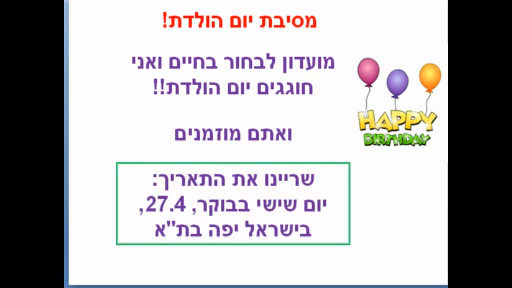 מסיבת יום הולדת!
מועדון לבחור בחיים ואני
חוגגים יום הולדת!!
ואתם מוזמנים
שריינו את התאריך:
יום שישי בבוקר, 27.4,
בישראל יפה בת"א
HAPPY
BIRTHDAY